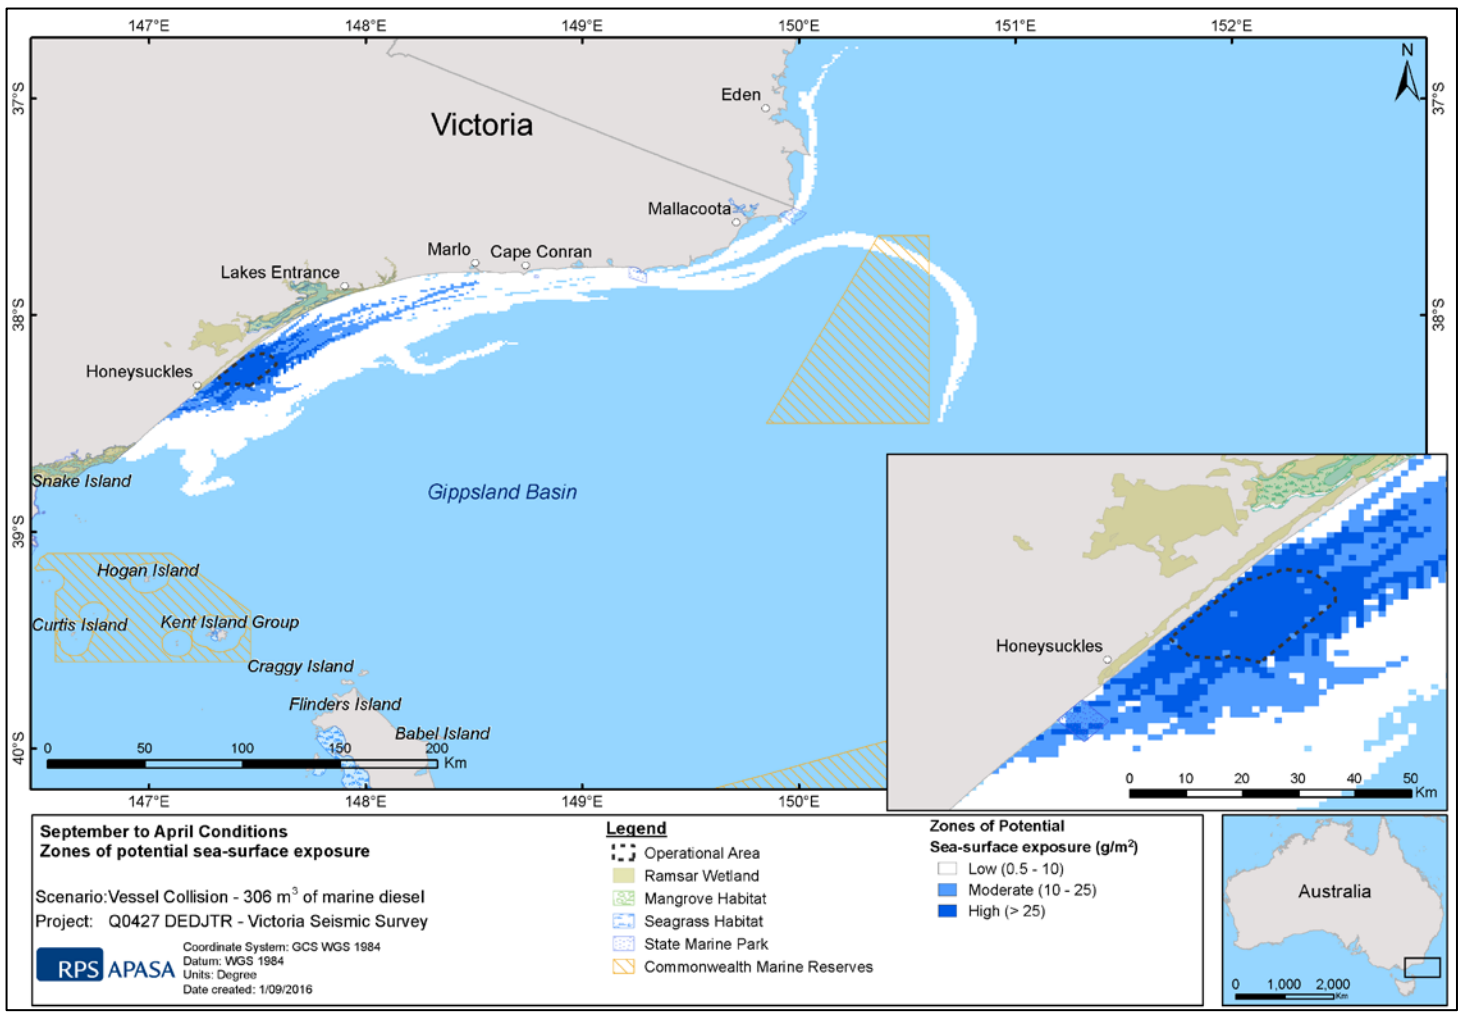 147°E 148°E 149°E 150°E 151°E 152°E
N
37°S
37°S
Eden
Victoria
Mallacoota
Marlo
Cape Conran
Lakes Entrance
38°S
38°S
Honeysuckles
Snake Island
Gippsland Basin
39°S
Hogan Island
Curtis Island
Kent Island Group
Craggy Island
Flinders Island
Babel Island
40°S
0 50 100 150 200
Km
147°E 148°E 149°E 150°E
Honeysuckles
0 10 20 30 40 50
Km
September to April Conditions
Zones of potential sea-surface exposure
Scenario:Vessel Collision - 306 m³ of marine diesel
Project: Q0427 DEDJTR - Victoria Seismic Survey
RPS APASA
Coordinate System: GCS WGS 1984
Datum: WGS 1984
Units: Degree
Date created: 1/09/2016
Legend
Operational Area
Ramsar Wetland
Mangrove Habitat
Seagrass Habitat
State Marine Park
Commonwealth Marine Reserves
Zones of Potential
Sea-surface exposure (g/m²)
Low (0.5 - 10)
Moderate (10 - 25)
High (> 25)
Australia
0 1,000 2,000
Km